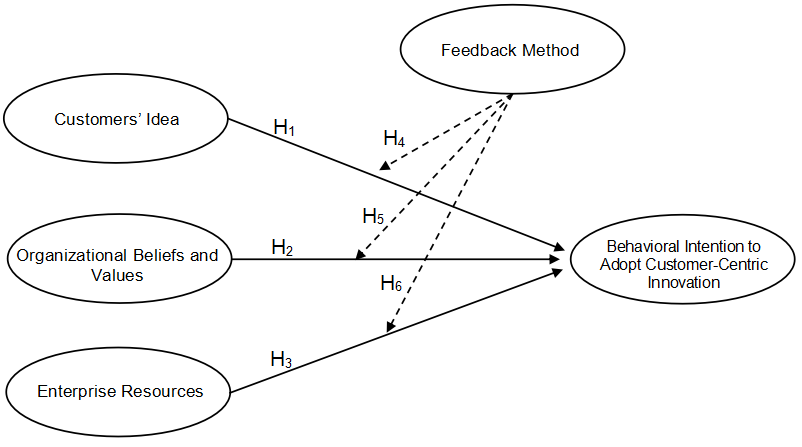 Feedback Method
Customers' Idea
H1
H4
H5
Organizational Beliefs and
Values
H2
Behavioral Intention to
Adopt Customer-Centric
Innovation
H6
H3
Enterprise Resources